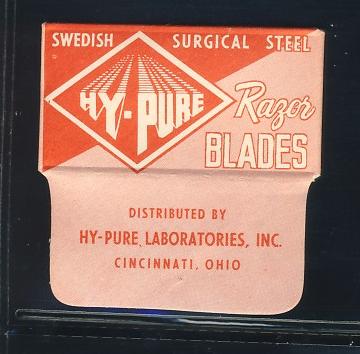 SWEDISH SURGICAL STEEL
HY-PURE
Razor
BLADES
DISTRIBUTED BY
HY-PURE LABORATORIES, INC.
CINCINNATI, OHIO